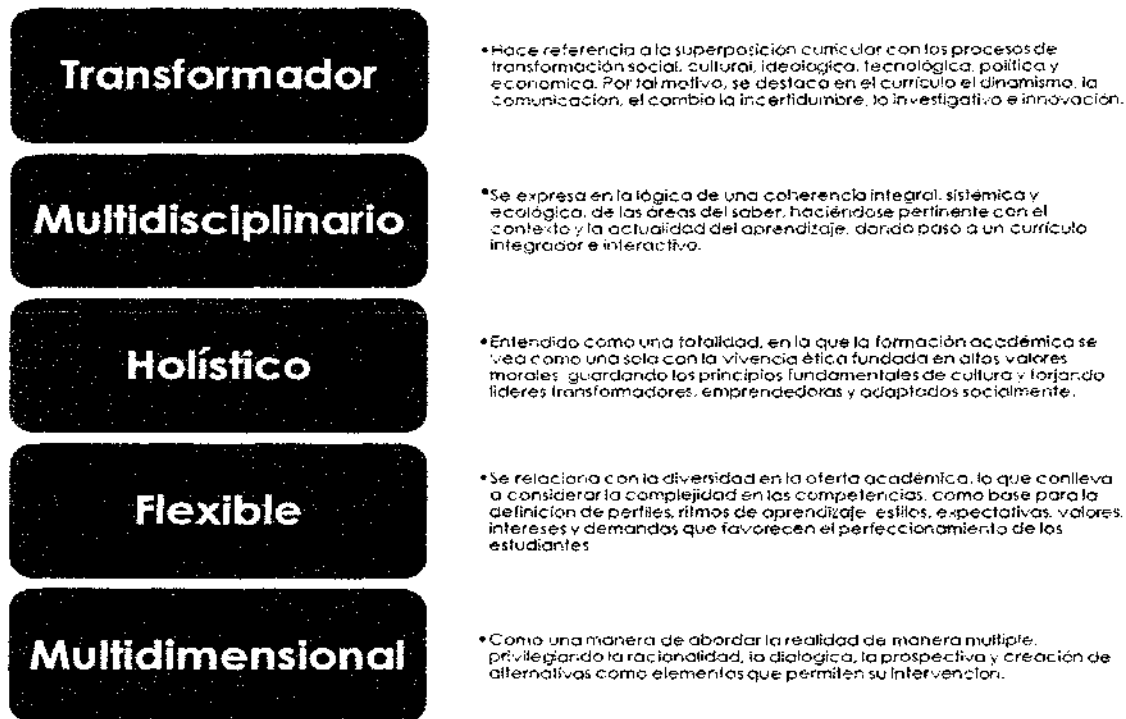 Transformador
•Hace referencia a la superposición curricular con los procesos de
transformación social, cultural, ideologica, tecnológica, política y
economica. Por tal motivo, se destaca en el currículo el dinamismo, la
comunicacion, el cambio la incertidumbre, lo investigativo e innovación.
Multidisciplinario
•Se expresa en la lógica de una coherencia integral, sistémica y
ecológica, de las áreas del saber, haciéndose pertinente con el
contexto y la actualidad del aprendizaje, dando paso a un currículo
integrador e interactivo.
Holístico
•Entendido como una totalidad, en la que la formación académica se
vea como una sola con la vivencia ética fundada en altos valores
morales guardando los principios fundamentales de cultura y forjando
lideres transformadores, emprendedoras y adaptados socialmente.
Flexible
•Se relaciona con la diversidad en la oferta académica, lo que conlleva
a considerar la complejidad en las competencias, como base para la
definicion de perfiles, ritmos de aprendizaje estilos, expectativas, valores,
intereses y demandas que favorecen el perfeccionamiento de los
estudiantes
Multidimensional
•Como una manera de abordar la realidad de manera multiple,
privilegiando la racionalidad, la dialogica, la prospectiva y creación de
alternativas como elementos que permiten su intervencion.